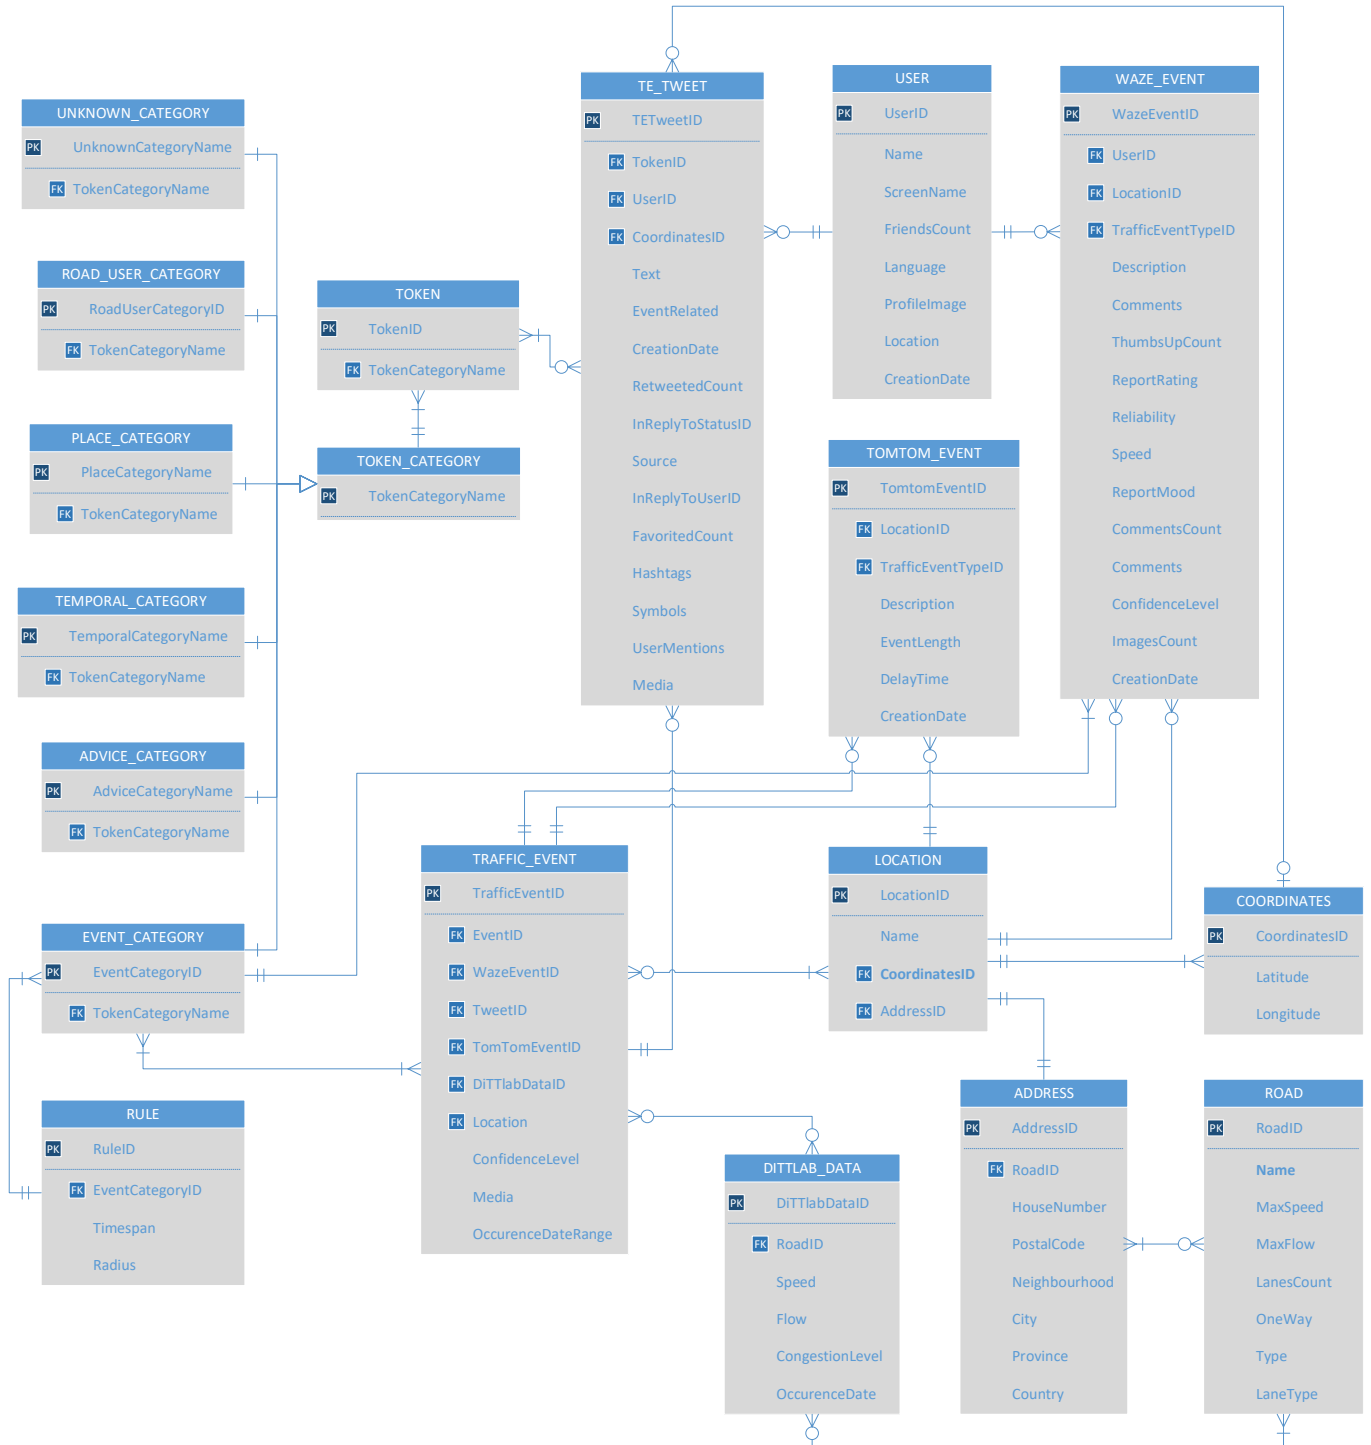 UNKNOWN_CATEGORY
PK UnknownCategoryName
FK TokenCategoryName
ROAD_USER_CATEGORY
PK RoadUserCategoryID
FK TokenCategoryName
PLACE_CATEGORY
PK PlaceCategoryName
FK TokenCategoryName
TEMPORAL_CATEGORY
PK TemporalCategoryName
FK TokenCategoryName
ADVICE_CATEGORY
PK AdviceCategoryName
FK TokenCategoryName
EVENT_CATEGORY
PK EventCategoryID
FK TokenCategoryName
RULE
PK RuleID
FK EventCategoryID
Timespan
Radius
TOKEN
PK TokenID
FK TokenCategoryName
TOKEN_CATEGORY
PK TokenCategoryName
TE_TWEET
PK TETweetID
FK TokenID
FK UserID
FK CoordinatesID
Text
EventRelated
CreationDate
RetweetedCount
InReplyToStatusID
Source
InReplyToUserID
FavoritedCount
Hashtags
Symbols
UserMentions
Media
USER
PK UserID
Name
ScreenName
FriendsCount
Language
ProfileImage
Location
CreationDate
WAZE_EVENT
PK WazeEventID
FK UserID
FK LocationID
FK TrafficEventTypeID
Description
Comments
ThumbsUpCount
ReportRating
Reliability
Speed
ReportMood
CommentsCount
Comments
ConfidenceLevel
ImagesCount
CreationDate
TOMTOM_EVENT
PK TomtomEventID
FK LocationID
FK TrafficEventTypeID
Description
EventLength
DelayTime
CreationDate
TRAFFIC_EVENT
PK TrafficEventID
FK EventID
FK WazeEventID
FK TweetID
FK TomTomEventID
FK DiTTlabDataID
FK Location
ConfidenceLevel
Media
OccurenceDateRange
LOCATION
PK LocationID
Name
FK CoordinatesID
FK AddressID
COORDINATES
PK CoordinatesID
Latitude
Longitude
DITTLAB_DATA
PK DiTTlabDataID
FK RoadID
Speed
Flow
CongestionLevel
OccurenceDate
ADDRESS
PK AddressID
FK RoadID
HouseNumber
PostalCode
Neighbourhood
City
Province
Country
ROAD
PK RoadID
Name
MaxSpeed
MaxFlow
LanesCount
OneWay
Type
LaneType